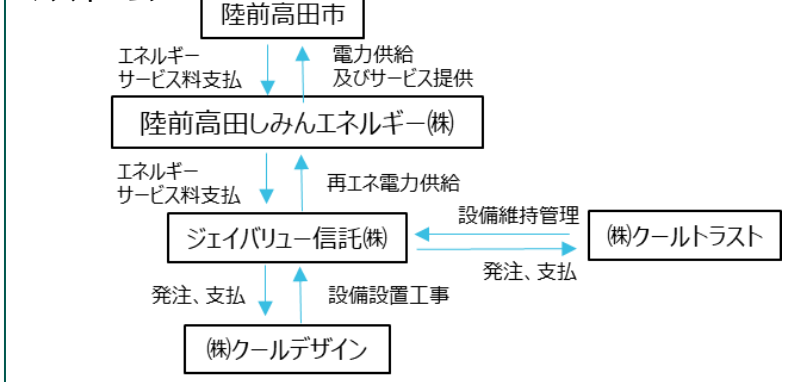 陸前高田市
エネルギー
サービス料支払
電力供給
及びサービス提供
陸前高田しみんエネルギー㈱
エネルギー
サービス料支払
再エネ電力供給
ジェイバリュー信託㈱
設備維持管理
発注、支払
㈱クールトラスト
発注、支払
設備設置工事
㈱クールデザイン